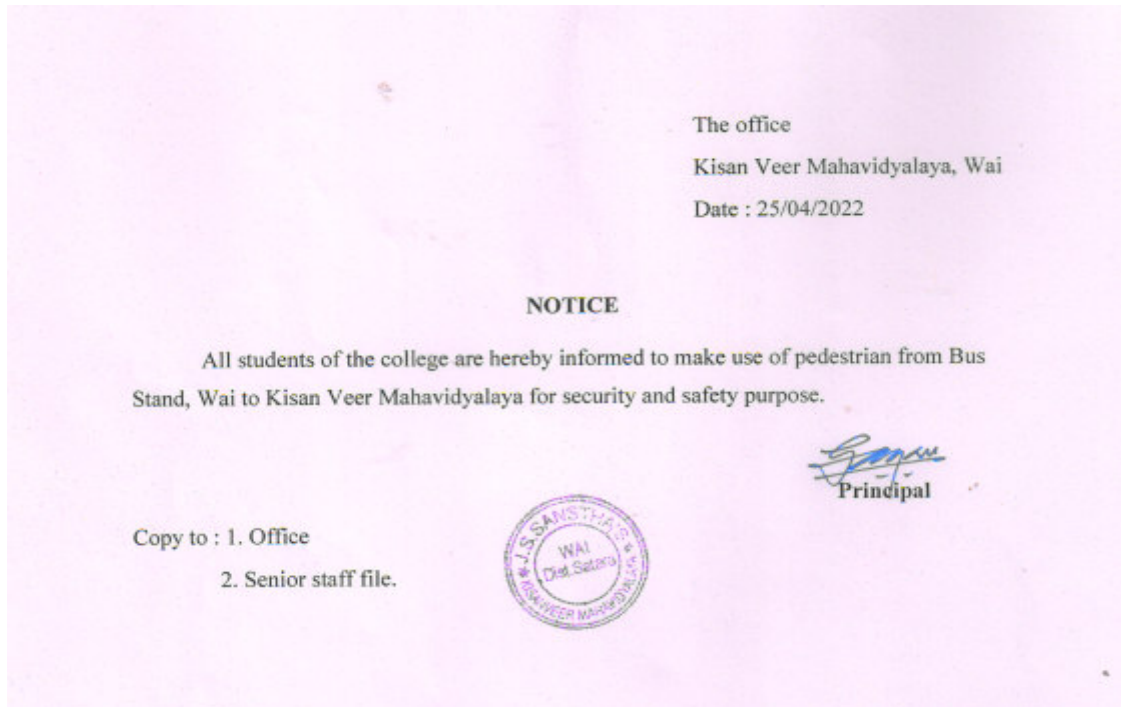 The office
Kisan Veer Mahavidyalaya, Wai
Date : 25/04/2022
NOTICE
All students of the college are hereby informed to make use of pedestrian from Bus
Stand, Wai to Kisan Veer Mahavidyalaya for security and safety purpose.
Principal
Copy to : 1. Office
2. Senior staff file.
J.S.SANSTHA'S
WAI
Dist.Satara
KISANVEER MAHAVIDYALAYA